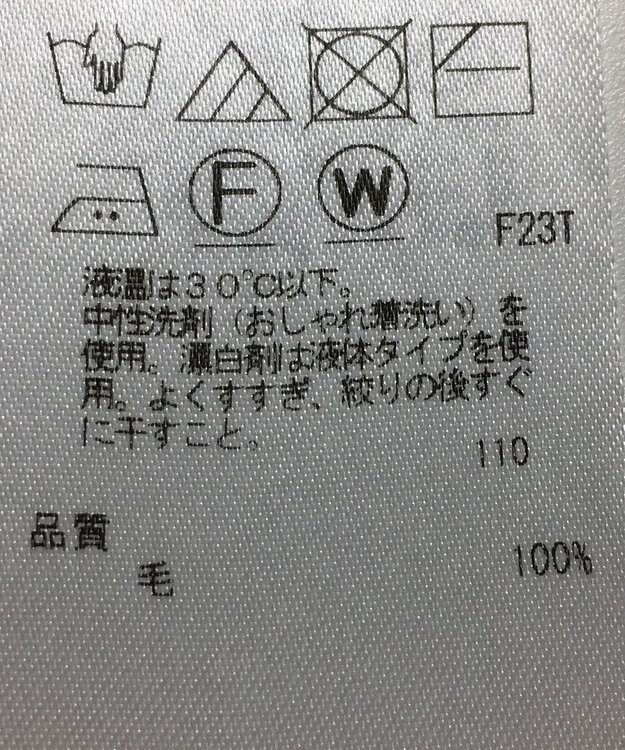 F
W
F23T
液温は30℃以下。
中性洗剤(おしゃれ着洗い)を
使用。漂白剤は液体タイプを使
用。よくすすぎ、絞りの後すぐ
に干すこと。
110
品質
毛 100%